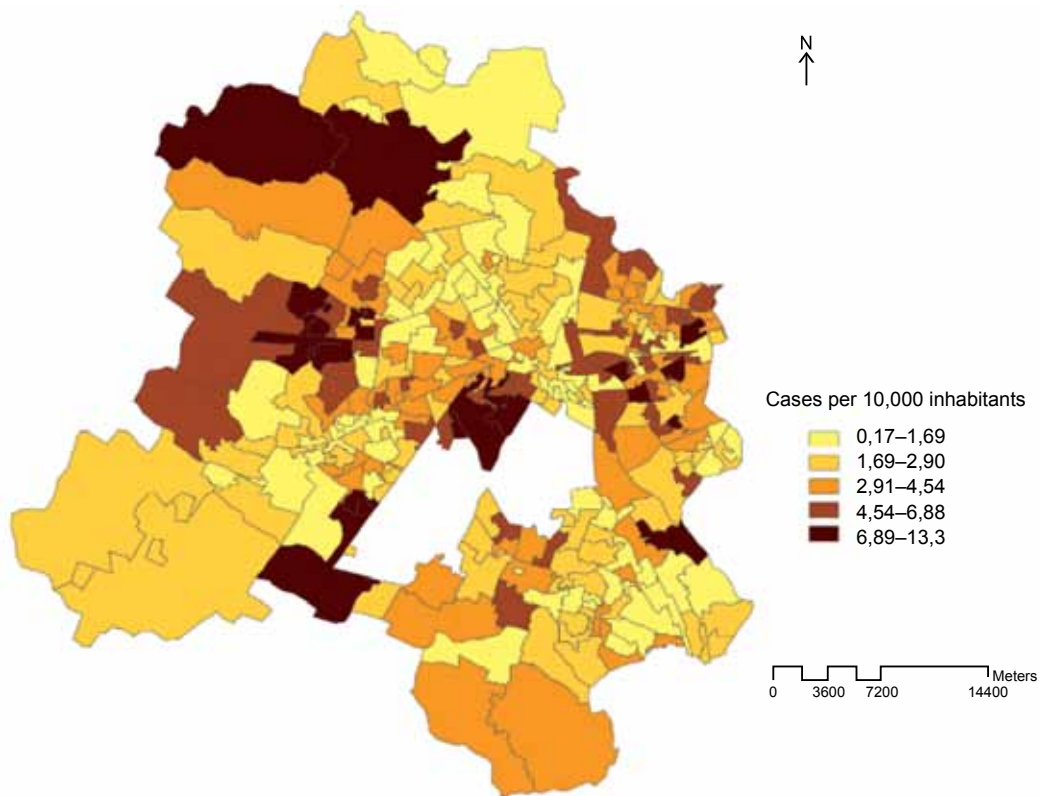 N
Cases per 10,000 inhabitants
0,17–1,69
1,69–2,90
2,91–4,54
4,54–6,88
6,89–13,3
Meters
0 3600 7200 14400